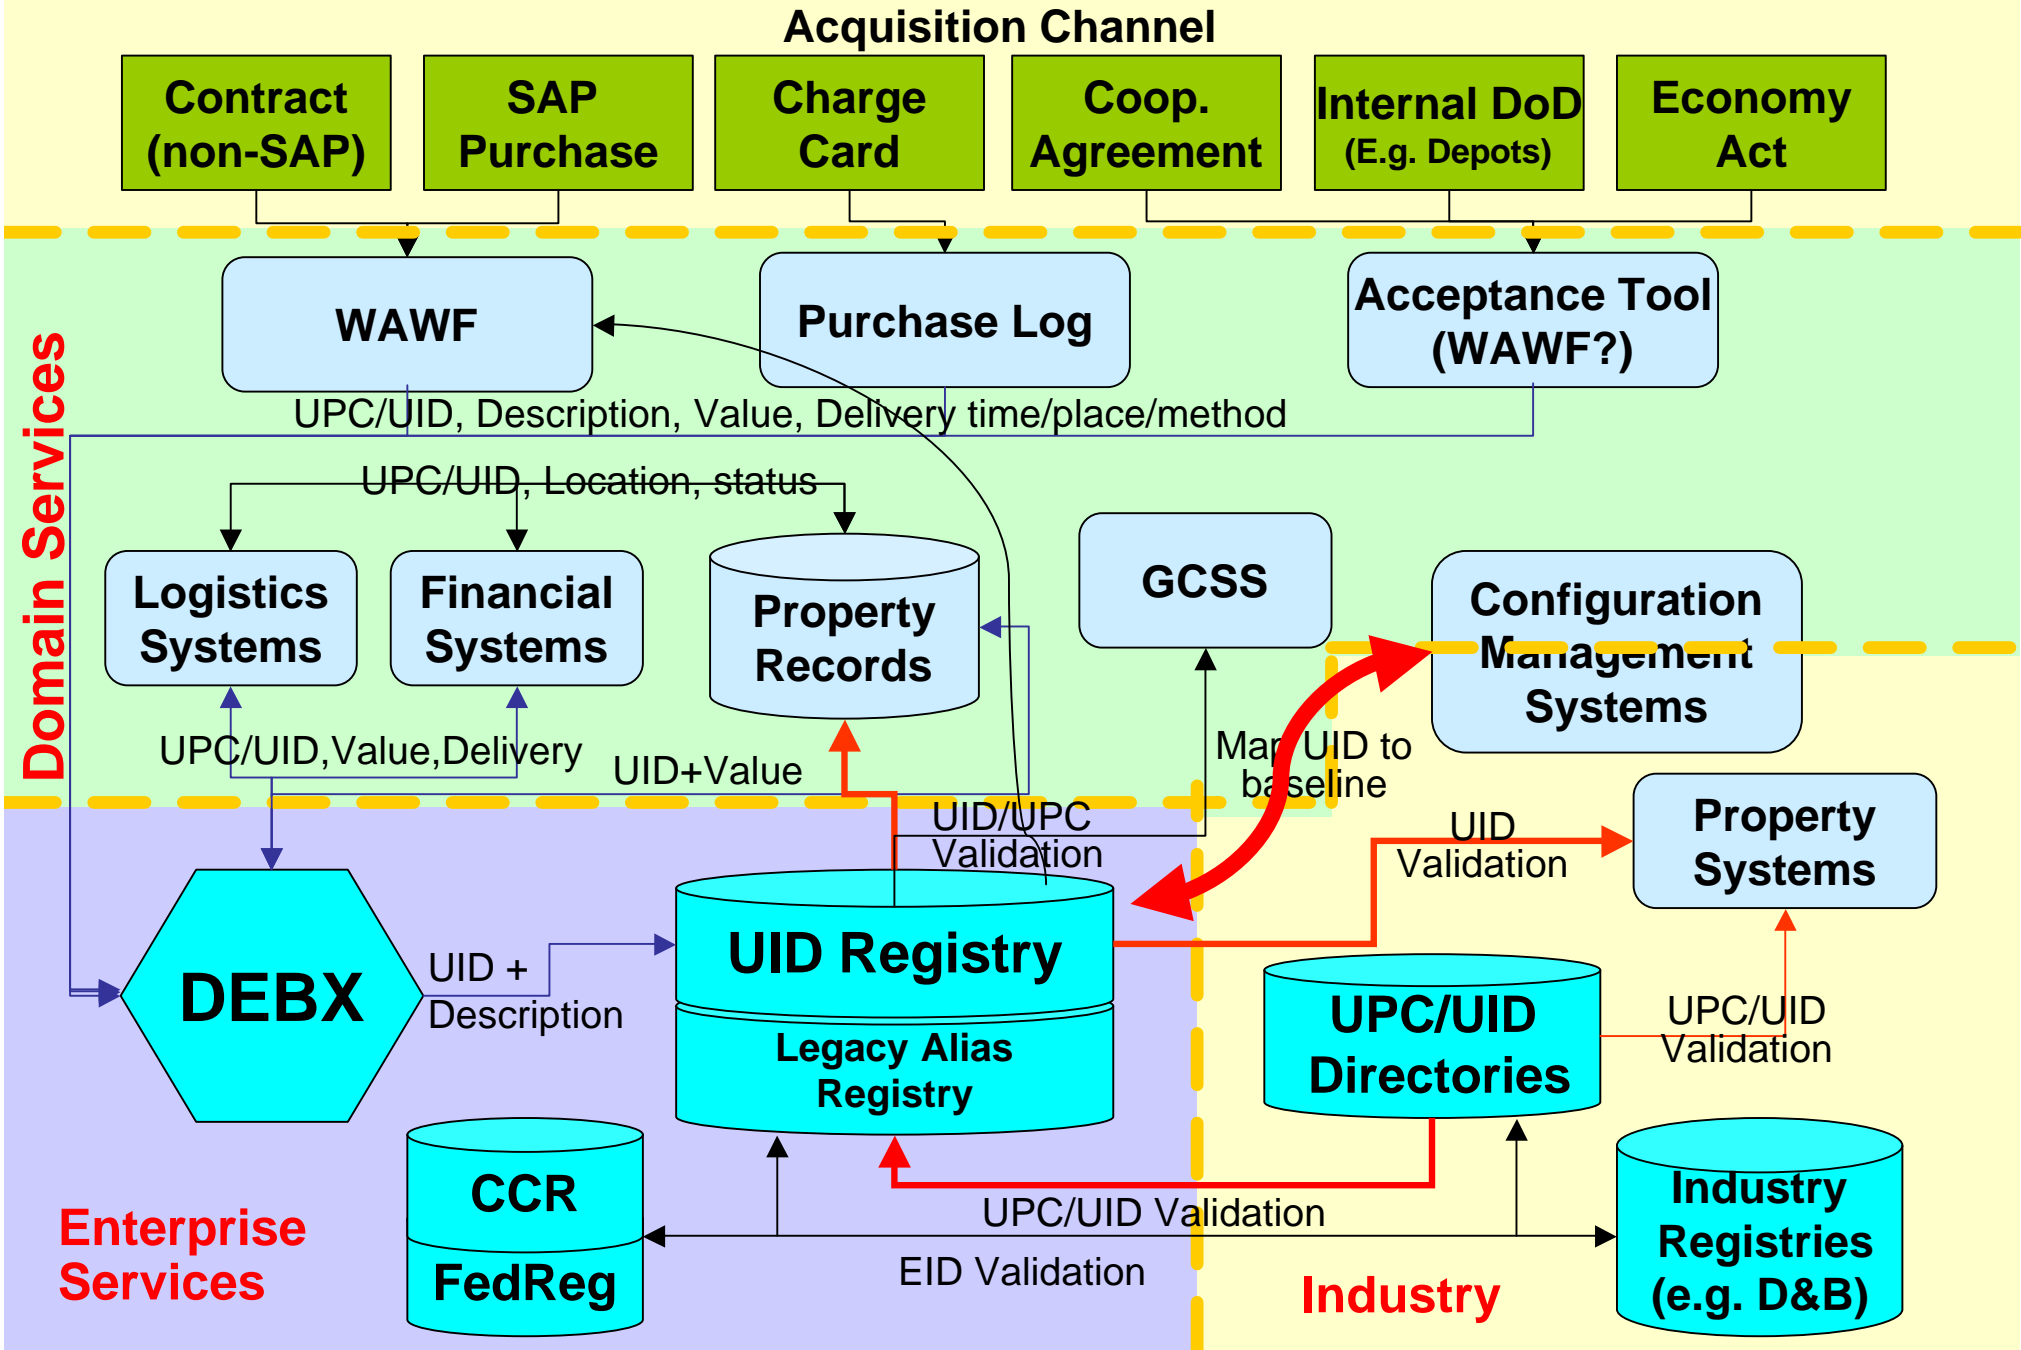 Acquisition Channel
Contract
(non-SAP)
SAP
Purchase
Charge
Card
Coop.
Agreement
Internal DoD
(E.g. Depots)
Economy
Act
WAWF
Purchase Log
Acceptance Tool
(WAWF?)
UPC/UID, Description, Value, Delivery time/place/method
Domain Services
UPC/UID, Location, status
Logistics
Systems
Financial
Systems
Property
Records
GCSS
Configuration
Management
Systems
UPC/UID,Value,Delivery
UID+Value
Map UID to
baseline
UID/UPC
Validation
UID
Validation
Property
Systems
DEBX
UID +
Description
UID Registry
Legacy Alias
Registry
UPC/UID
Directories
UPC/UID
Validation
CCR
FedReg
UPC/UID Validation
EID Validation
Industry
Registries
(e.g. D&B)
Enterprise
Services
Industry